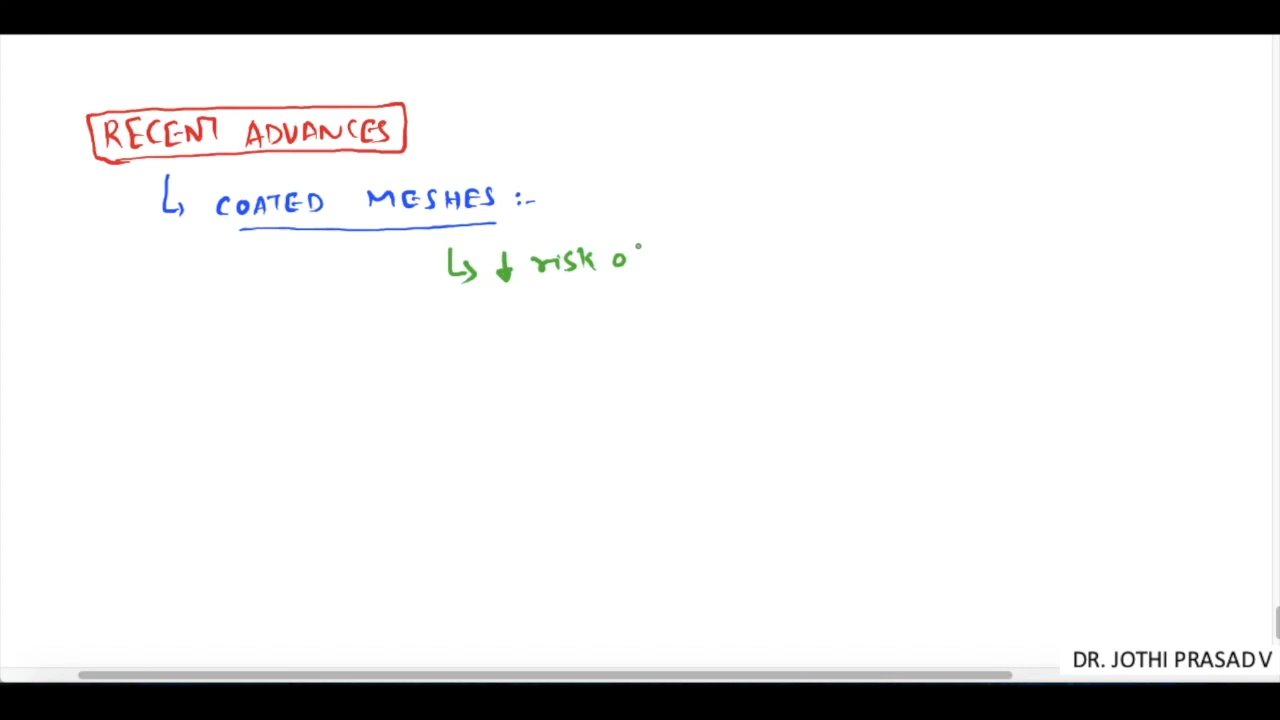 RECENT ADVANCES
↳ COATED MESHES :-
↳ ↓ risk o
DR. JOTHI PRASAD V